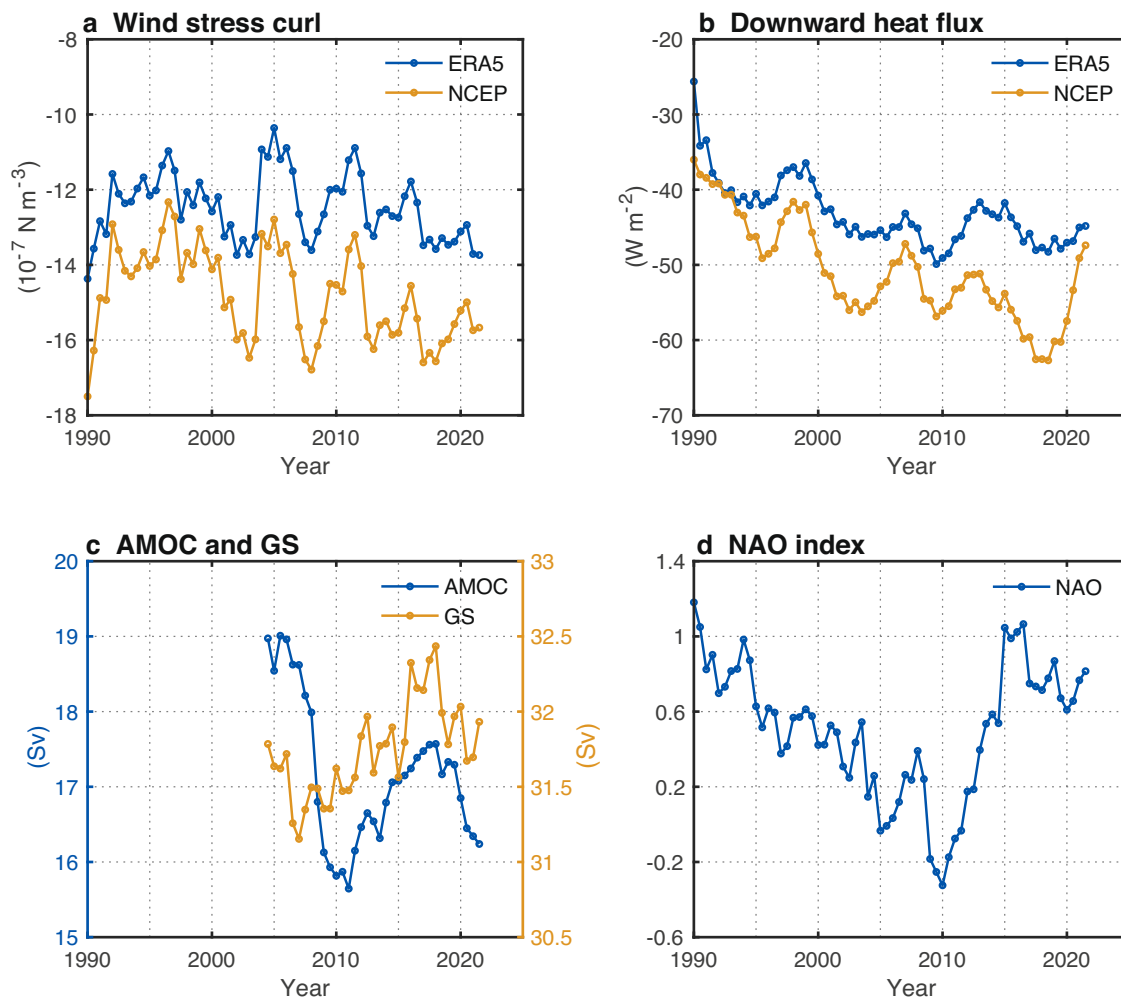 a Wind stress curl
-8
-10
-12
-14
-16
-18
(10⁻⁷ N m⁻³)
ERA5
NCEP
1990 2000 2010 2020
Year
b Downward heat flux
-20
-30
-40
-50
-60
-70
(W m⁻²)
ERA5
NCEP
1990 2000 2010 2020
Year
c AMOC and GS
20
19
18
17
16
15
(Sv)
AMOC
GS
33
32.5
32
31.5
31
30.5
(Sv)
1990 2000 2010 2020
Year
d NAO index
1.4
1
0.6
0.2
-0.2
-0.6
NAO
1990 2000 2010 2020
Year